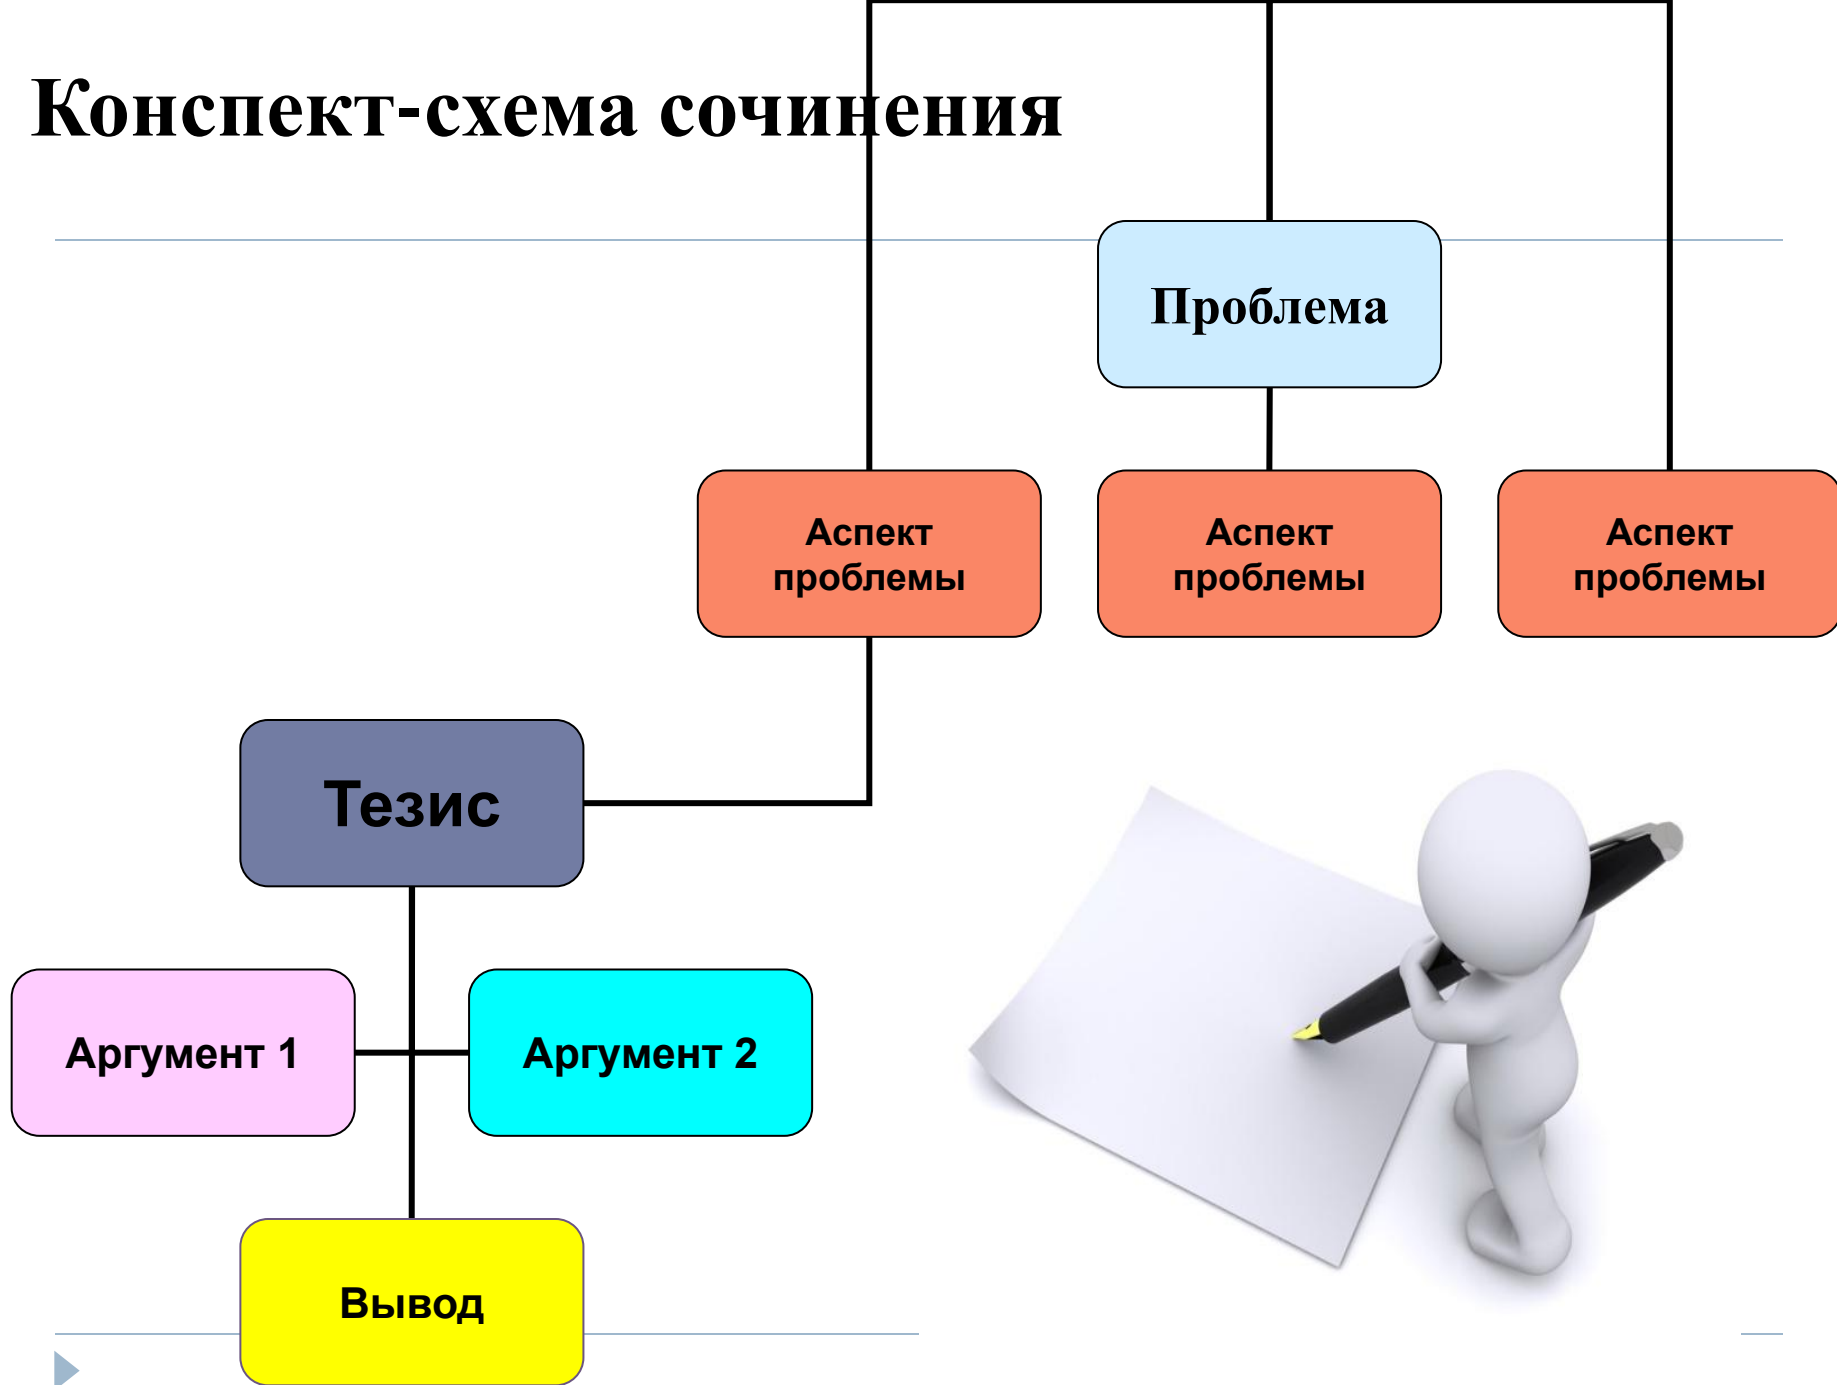 Конспект-схема сочинения
Проблема
Аспект
проблемы
Аспект
проблемы
Аспект
проблемы
Тезис
Аргумент 1
Аргумент 2
Вывод